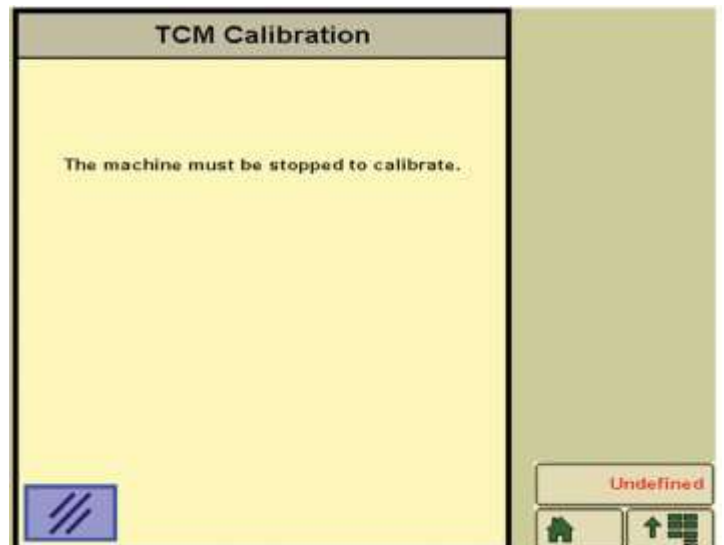 TCM Calibration
The machine must be stopped to calibrate.
Undefined